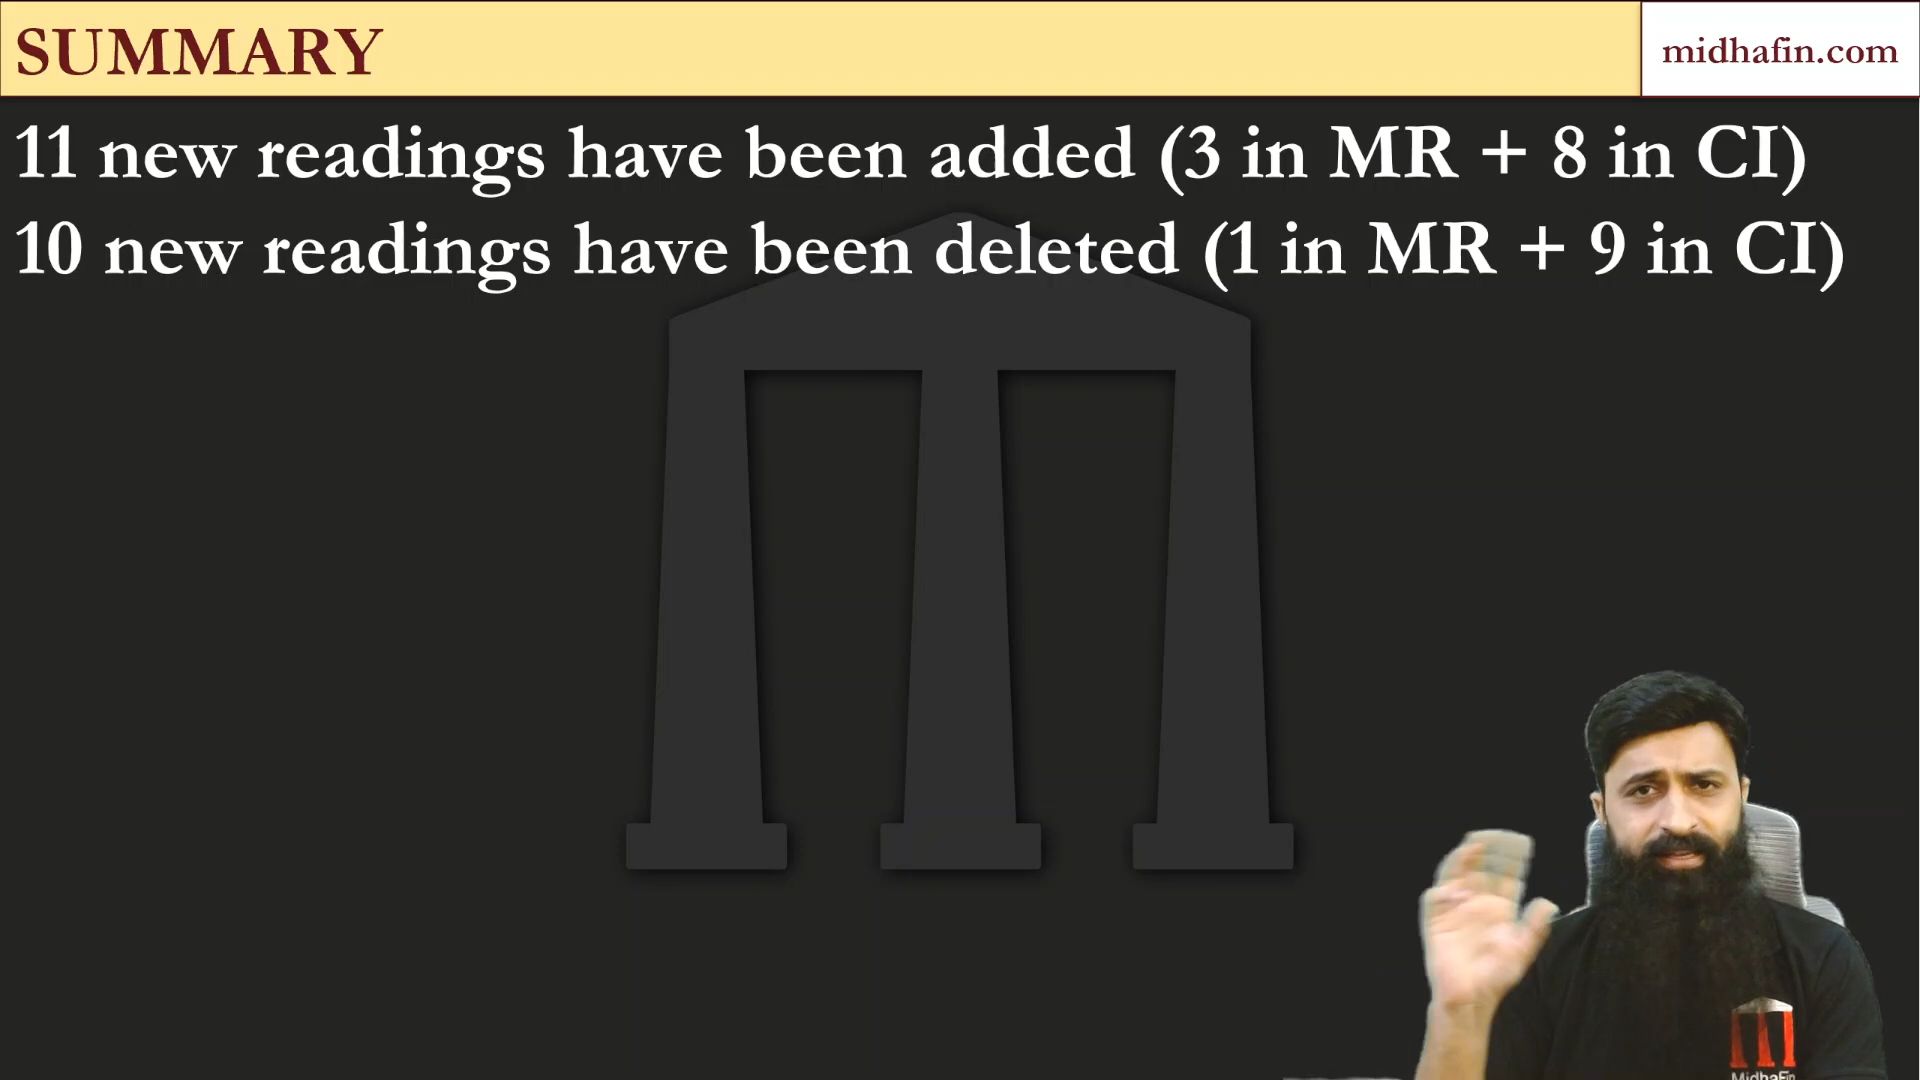 SUMMARY
midhafin.com
11 new readings have been added (3 in MR + 8 in CI)
10 new readings have been deleted (1 in MR + 9 in CI)
MidhaFin